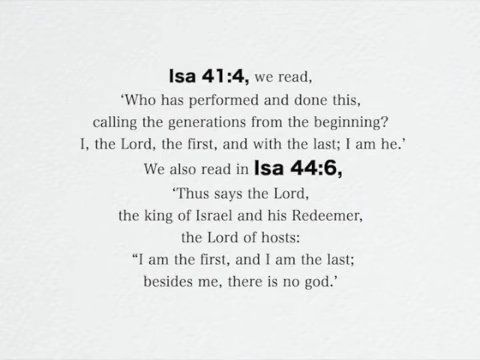 Isa 41:4, we read,
‘Who has performed and done this,
calling the generations from the beginning?
I, the Lord, the first, and with the last; I am he.’
We also read in Isa 44:6,
‘Thus says the Lord,
the king of Israel and his Redeemer,
the Lord of hosts:
“I am the first, and I am the last;
besides me, there is no god.’